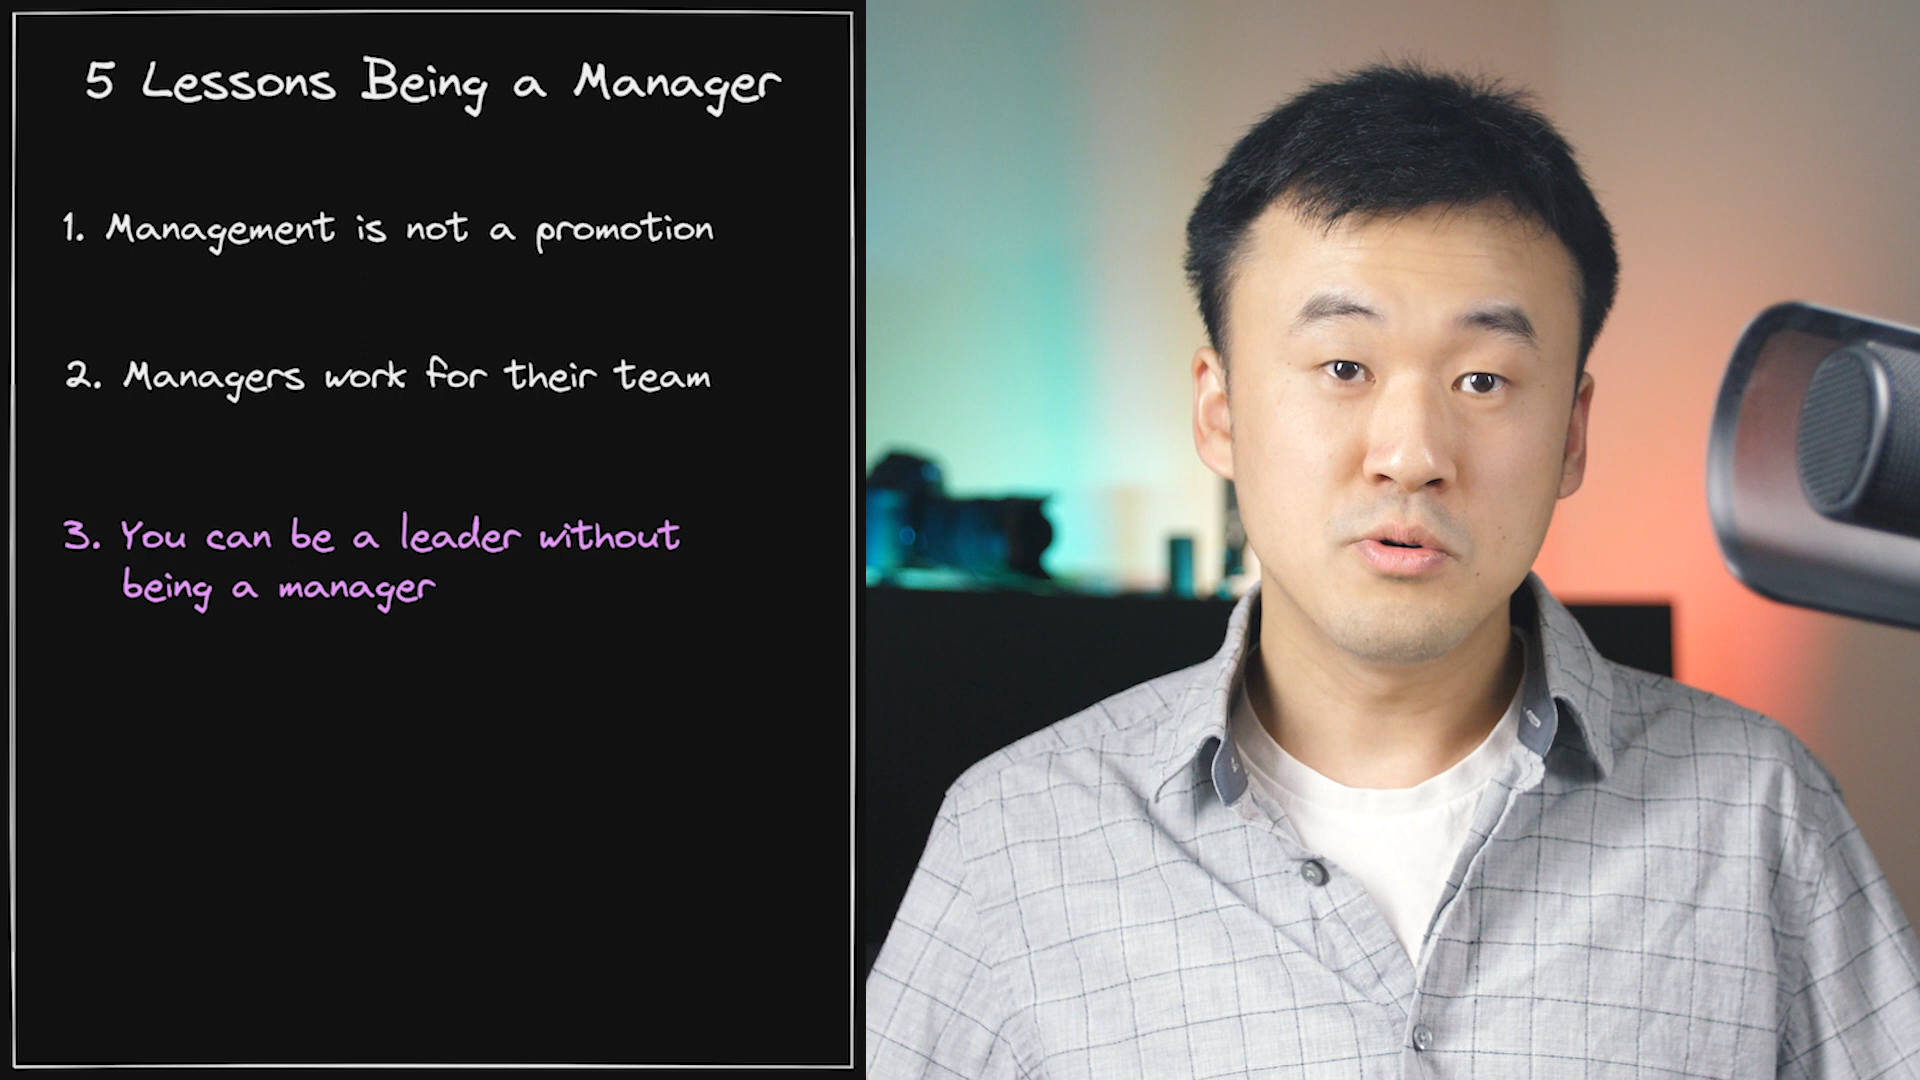 5 Lessons Being a Manager
1. Management is not a promotion
2. Managers work for their team
3. You can be a leader without
being a manager